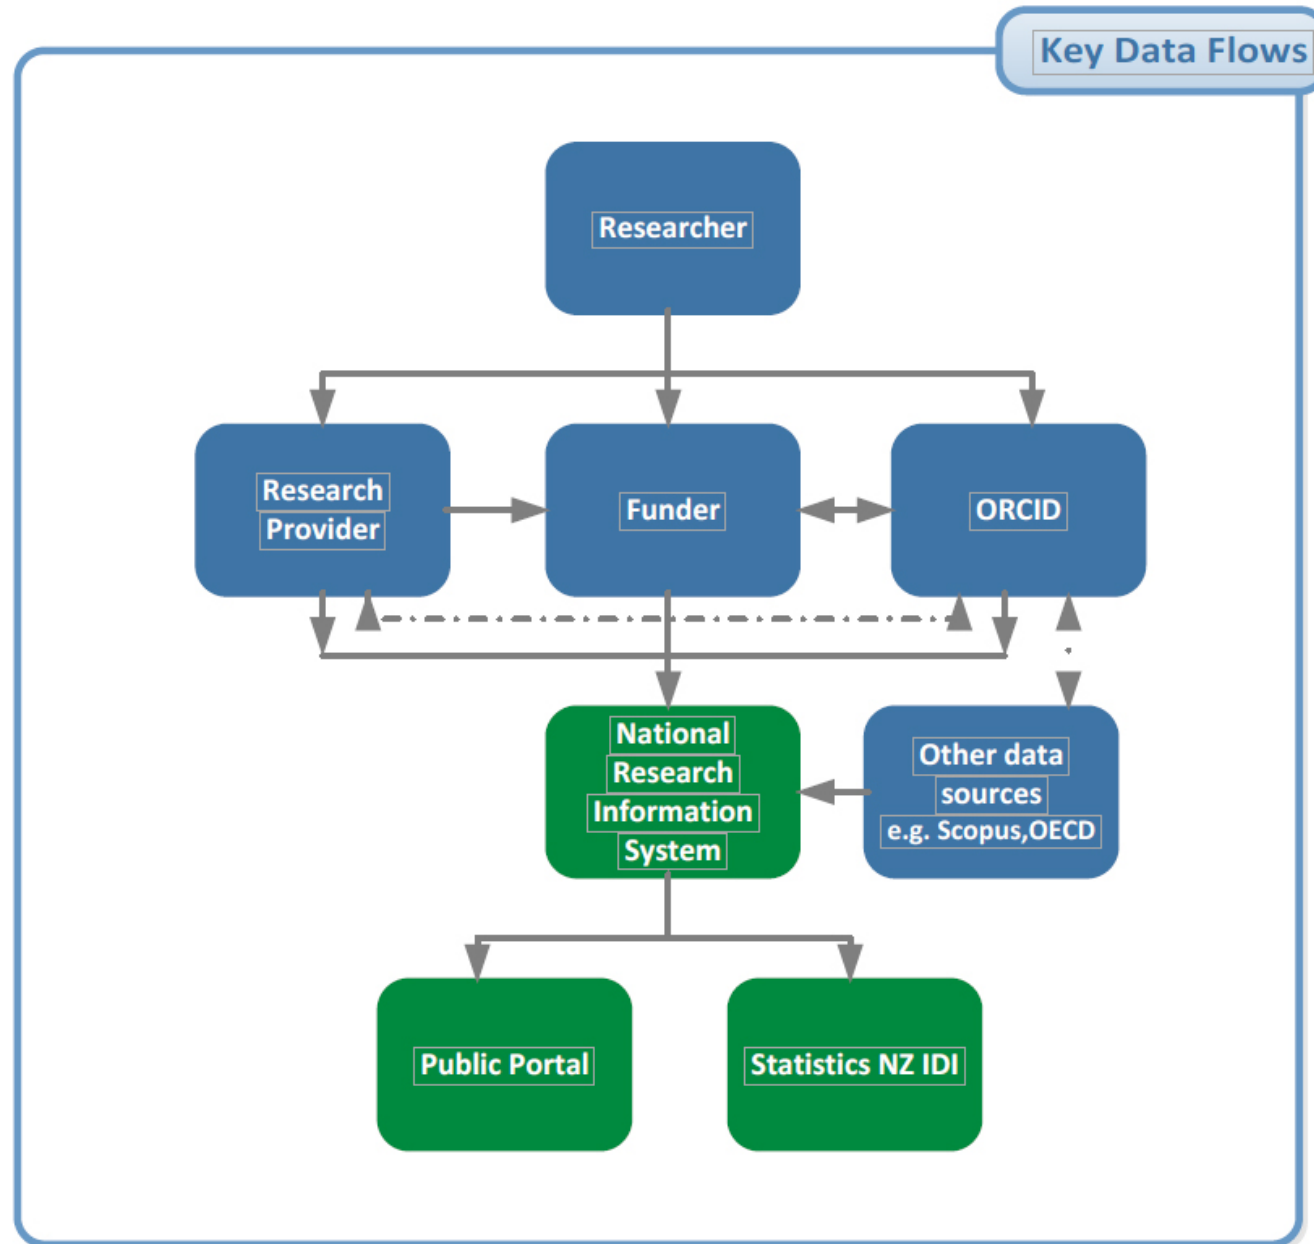 Key Data Flows
Researcher
Research
Provider
Funder
ORCID
National
Research
Information
System
Other data
sources
e.g. Scopus,OECD
Public Portal
Statistics NZ IDI